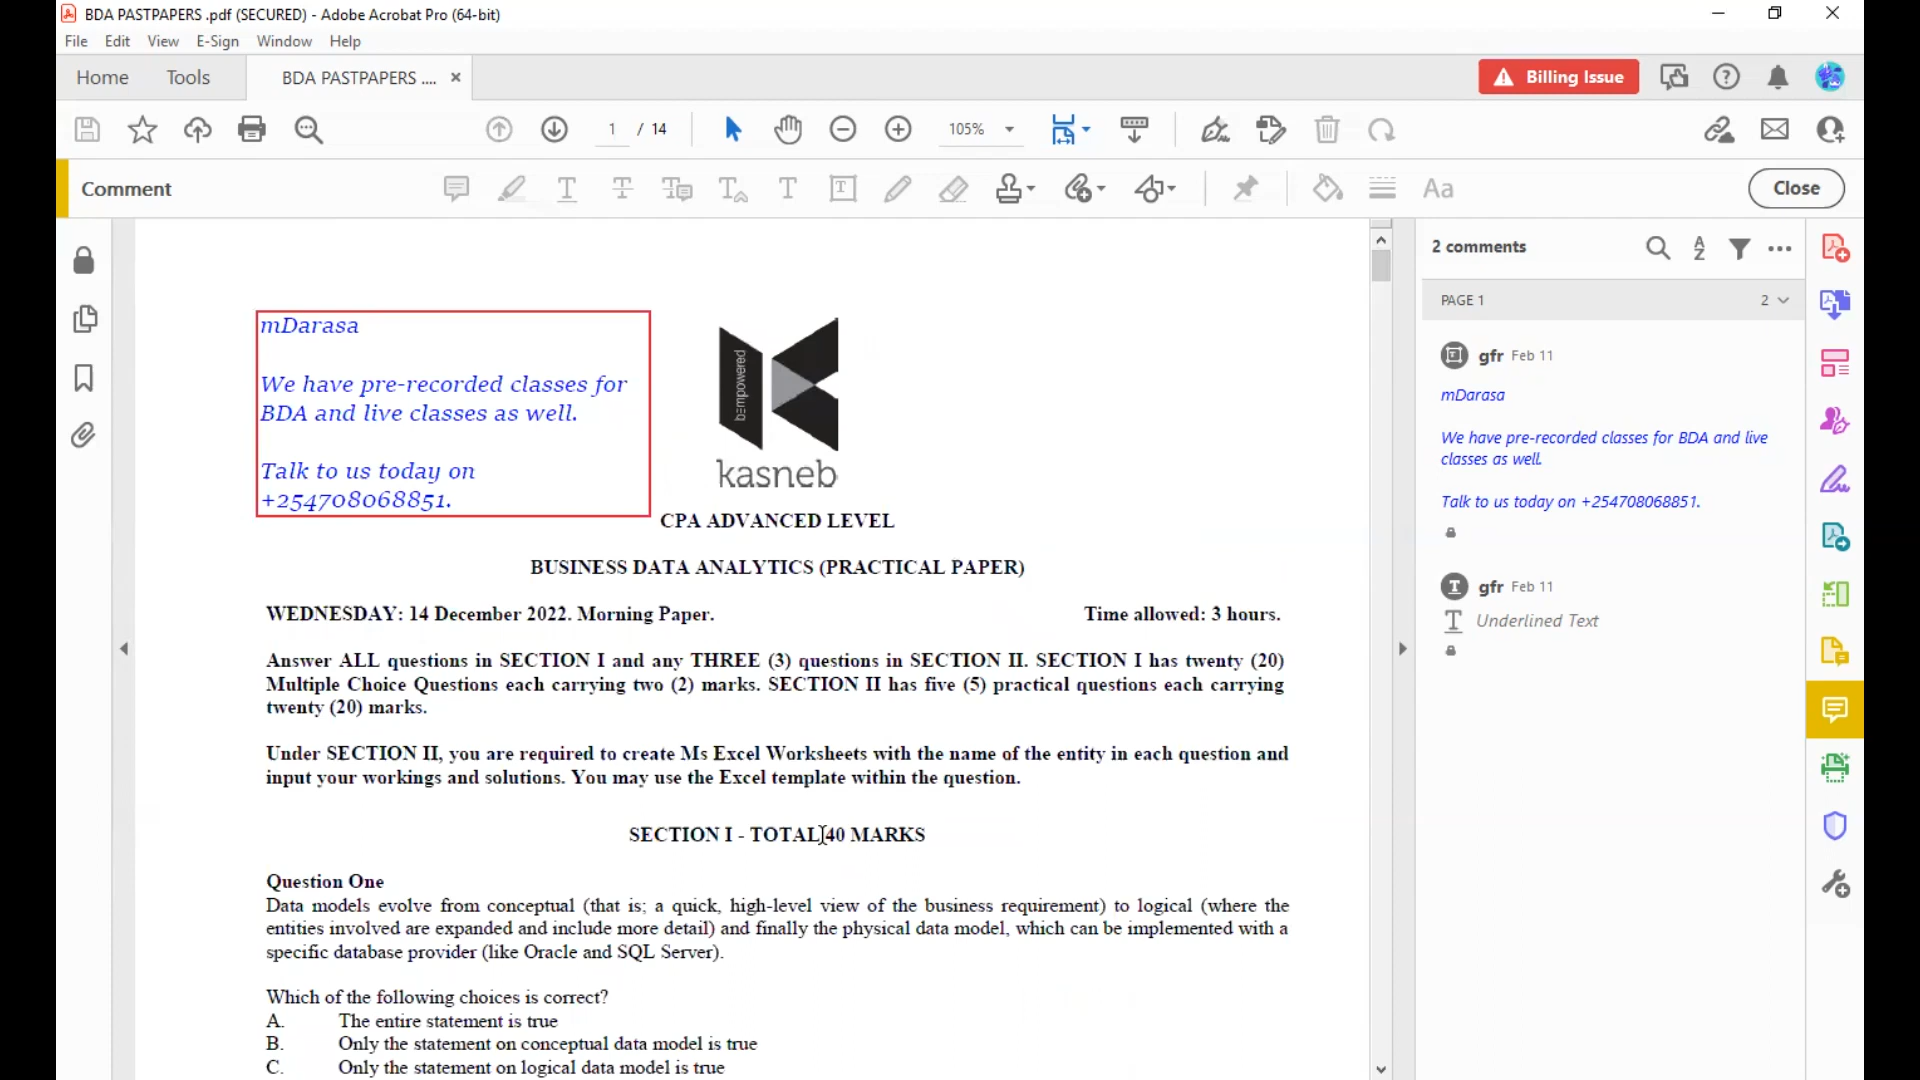 BDA PASTPAPERS .pdf (SECURED) - Adobe Acrobat Pro (64-bit)
File Edit View E-Sign Window Help
Home Tools BDA PASTPAPERS .... × Billing Issue
1 / 14 105%
Comment Aa Close
2 comments
PAGE 1 2
gfr Feb 11
mDarasa
We have pre-recorded classes for BDA and live
classes as well.
Talk to us today on +254708068851.
gfr Feb 11
Underlined Text
mDarasa
We have pre-recorded classes for
BDA and live classes as well.
Talk to us today on
+254708068851.
bempowered
kasneb
CPA ADVANCED LEVEL
BUSINESS DATA ANALYTICS (PRACTICAL PAPER)
WEDNESDAY: 14 December 2022. Morning Paper. Time allowed: 3 hours.
Answer ALL questions in SECTION I and any THREE (3) questions in SECTION II. SECTION I has twenty (20)
Multiple Choice Questions each carrying two (2) marks. SECTION II has five (5) practical questions each carrying
twenty (20) marks.
Under SECTION II, you are required to create Ms Excel Worksheets with the name of the entity in each question and
input your workings and solutions. You may use the Excel template within the question.
SECTION I - TOTAL 40 MARKS
Question One
Data models evolve from conceptual (that is; a quick, high-level view of the business requirement) to logical (where the
entities involved are expanded and include more detail) and finally the physical data model, which can be implemented with a
specific database provider (like Oracle and SQL Server).
Which of the following choices is correct?
A. The entire statement is true
B. Only the statement on conceptual data model is true
C. Only the statement on logical data model is true